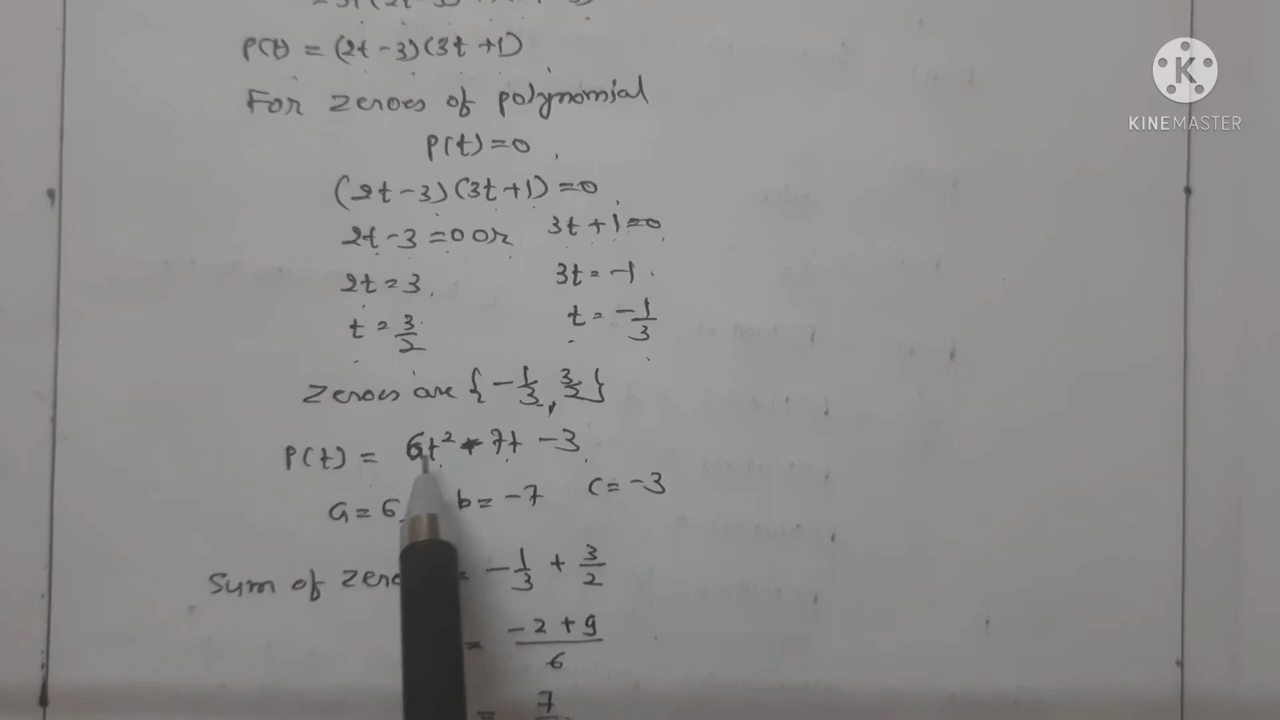 P(t) = (2t -3)(3t +1)
For zeroes of polynomial
P(t)=0,
(2t-3)(3t+1)=0
2t-3=0 or 3t+1=0
2t=3 3t=-1
t=3/2 t=-1/3
zeroes are {-1/3, 3/2}
P(t) = 6t² - 7t -3
a=6 b=-7 c=-3
Sum of = -1/3 + 3/2
= -2+9/6
= 7
K
KINEMASTER